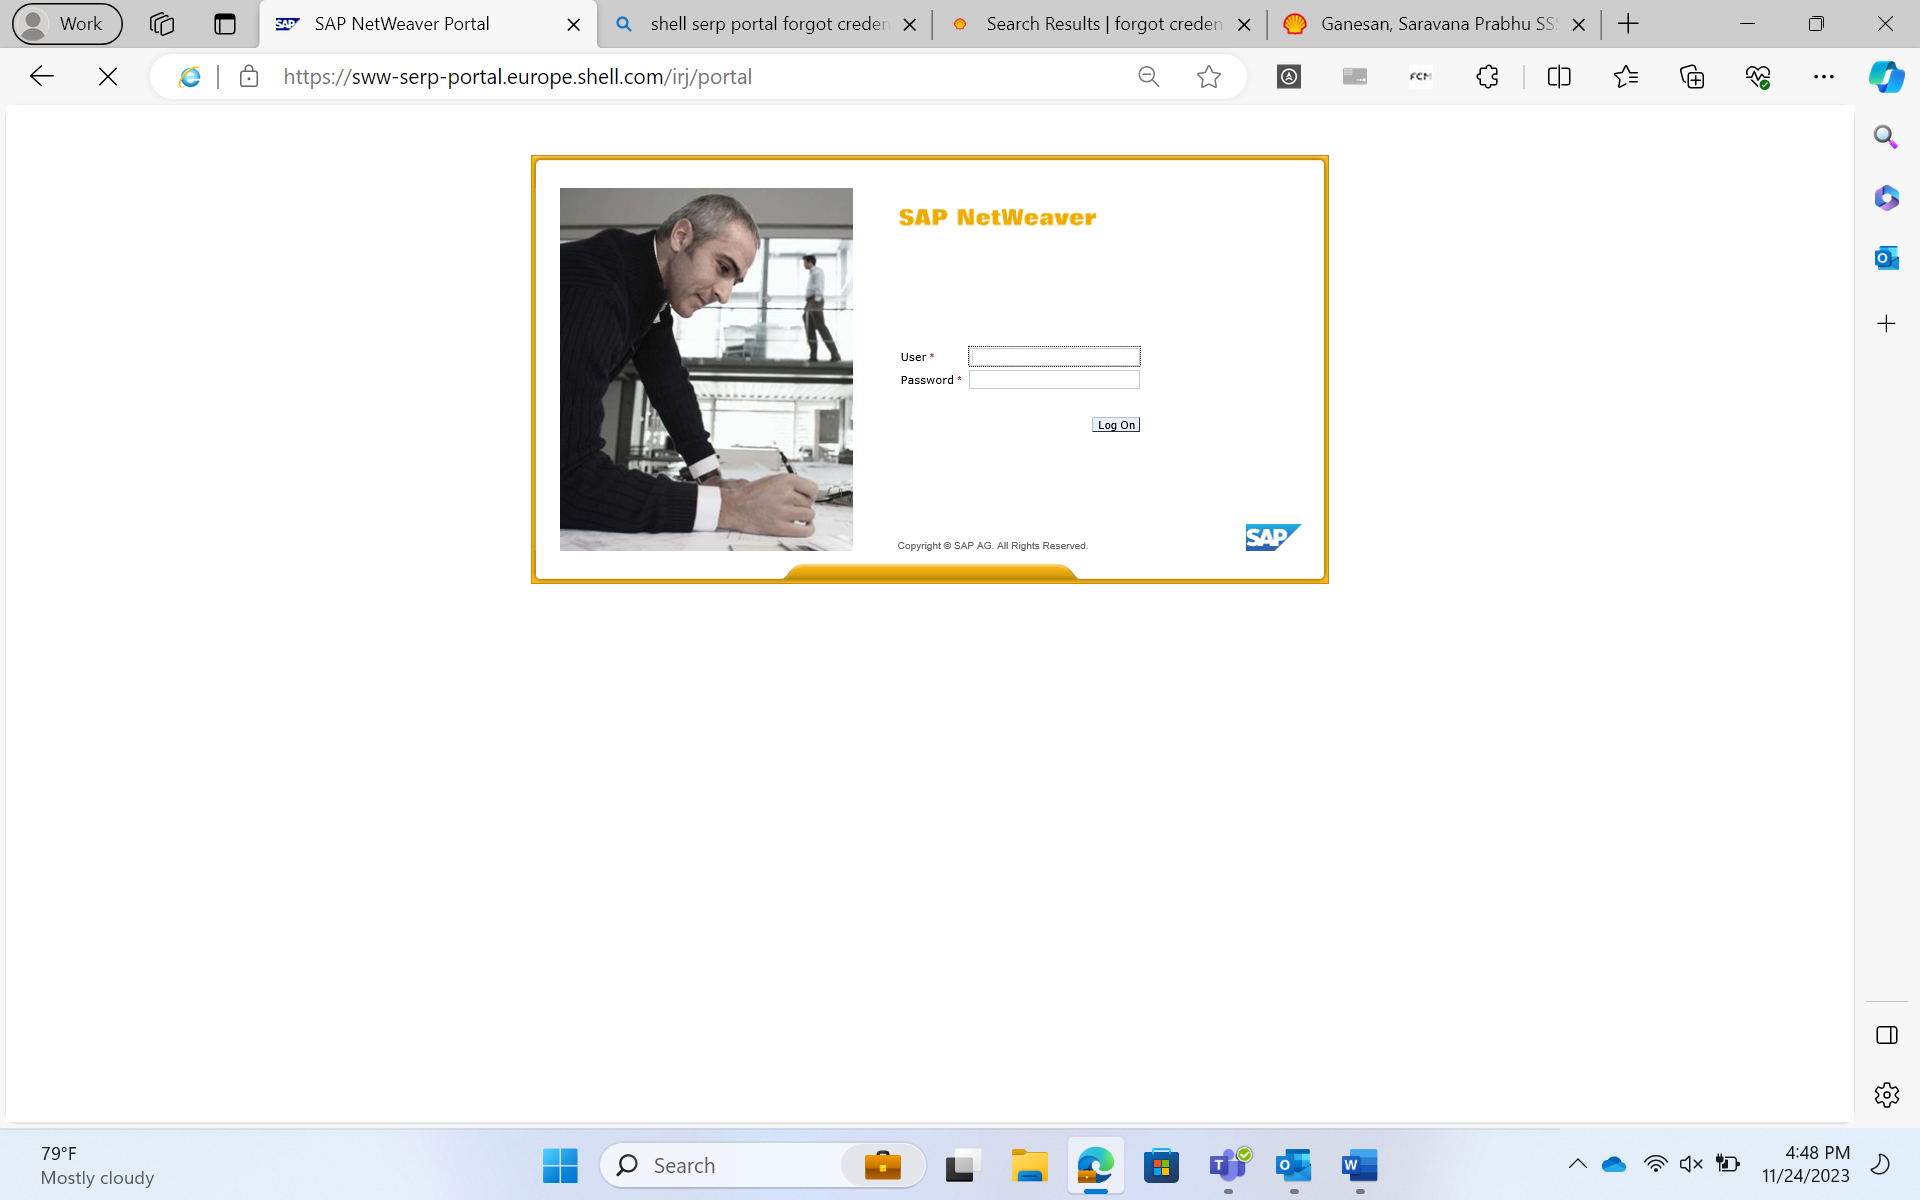 Work
SAP NetWeaver Portal
shell serp portal forgot creden
Search Results | forgot creden
Ganesan, Saravana Prabhu SS
https://sww-serp-portal.europe.shell.com/irj/portal
FCM
SAP NetWeaver
User *
Password *
Log On
Copyright © SAP AG. All Rights Reserved.
SAP
79°F
Mostly cloudy
Search
4:48 PM
11/24/2023